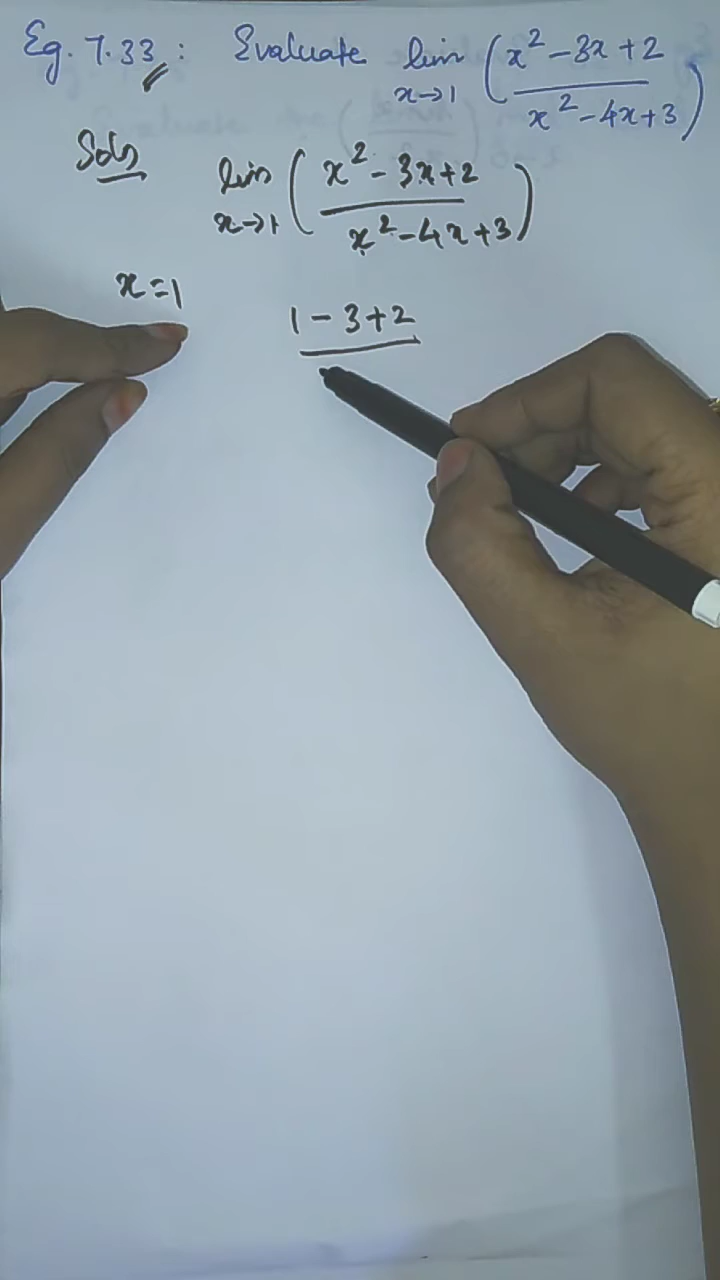 Eg. 7.33 : Evaluate lim x→1 (x² - 3x + 2 / x² - 4x + 3)
Soln
lim x→1 (x² - 3x + 2 / x² - 4x + 3)
x = 1
1 - 3 + 2